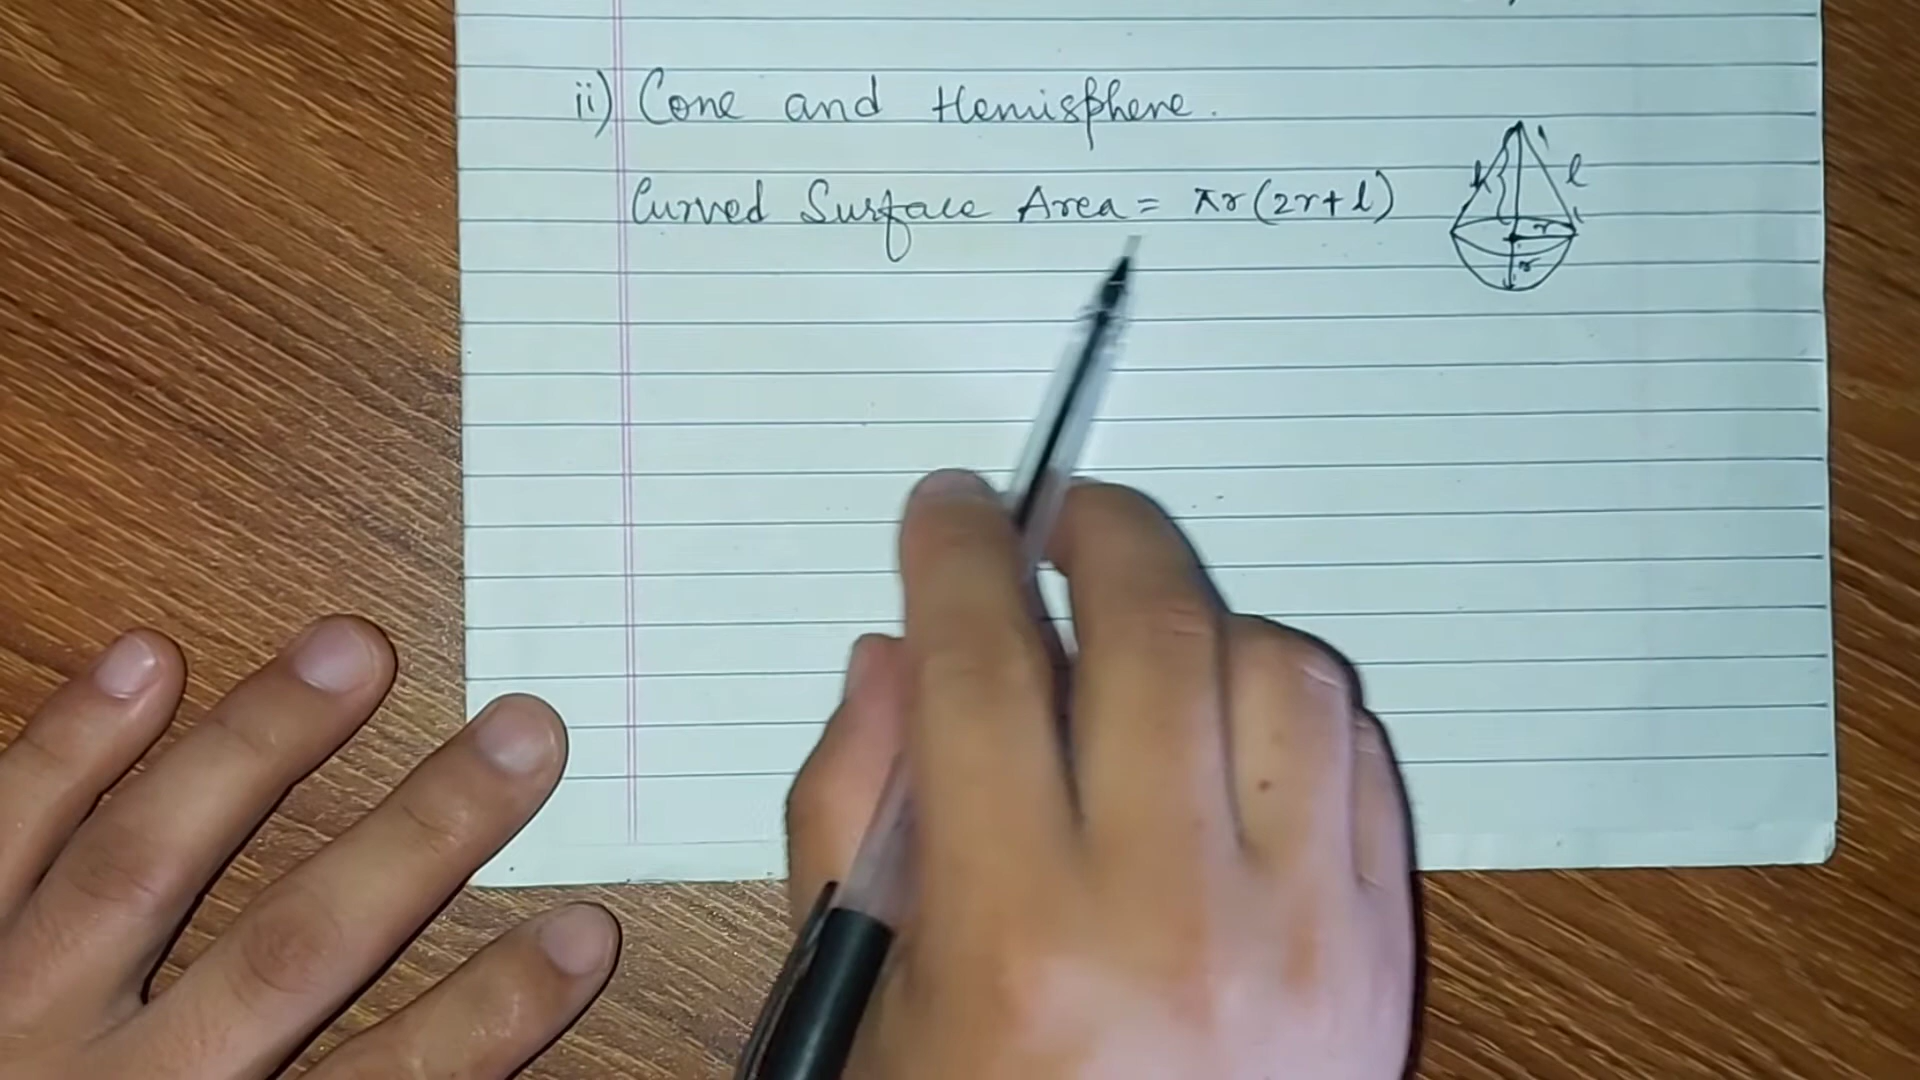 ii) Cone and Hemisphere.
Curved Surface Area = πr(2r+l)
l
r
r